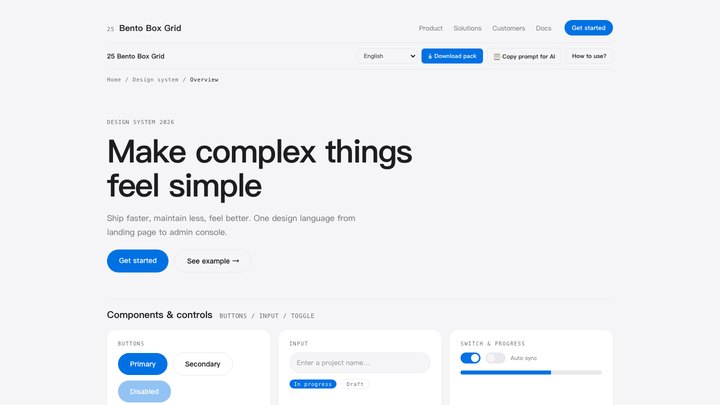 25 Bento Box Grid
Product Solutions Customers Docs Get started
25 Bento Box Grid
English Download pack Copy prompt for AI How to use?
Home / Design system / Overview
DESIGN SYSTEM 2026
Make complex things
feel simple
Ship faster, maintain less, feel better. One design language from
landing page to admin console.
Get started See example →
Components & controls BUTTONS / INPUT / TOGGLE
BUTTONS
Primary Secondary
Disabled
INPUT
Enter a project name...
In progress Draft
SWITCH & PROGRESS
Auto sync